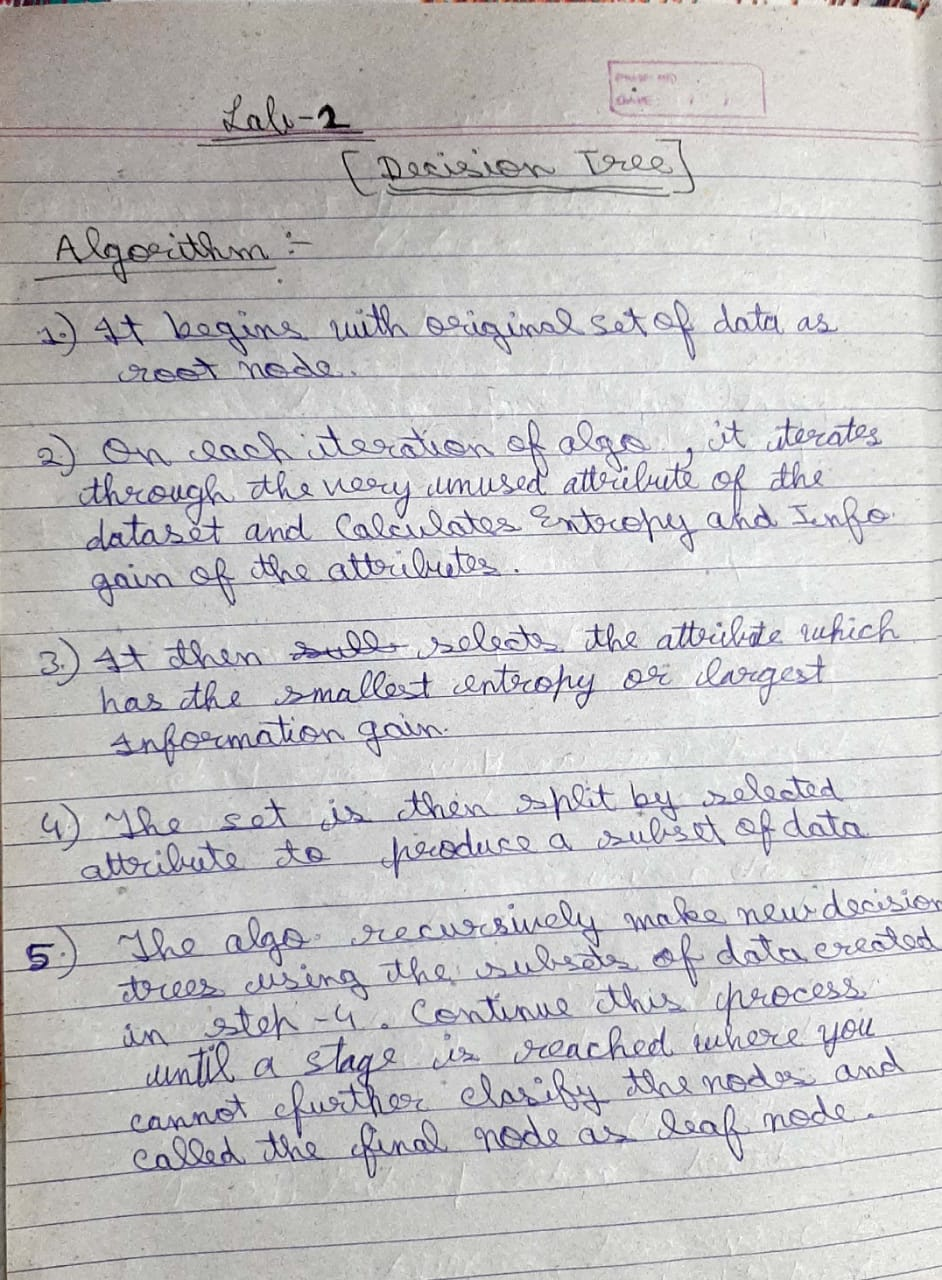 PAGE NO
DATE
Lab-2
[Decision Tree]
Algorithm :-
1.) It begins with original set of data as
root node.
2.) On each iteration of algo, it iterates
through the very unused attribute of the
dataset and Calculates Entropy and Info.
gain of the attributes.
3.) It then selects the attribute which
has the smallest entropy or largest
Information gain.
4) The set is then split by selected
attribute to produce a subset of data
5.) The algo. recursively make new decision
trees using the subsets of data created
in step-4. Continue this process
until a stage is reached where you
cannot further clasify the nodes and
called the final node as leaf node.